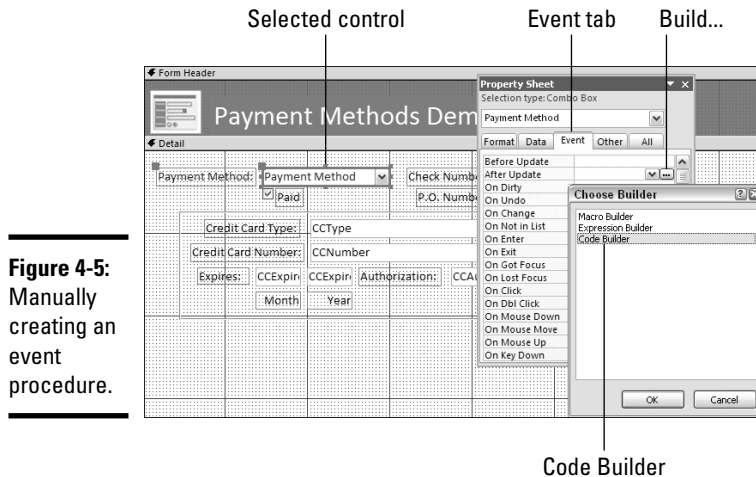 Selected control
Event tab
Build...
Form Header
Payment Methods Dem
Detail
Payment Method:
Payment Method
Check Numb
Paid
P.O. Numb
Credit Card Type:
CCType
Credit Card Number:
CCNumber
Expires:
CCExpir
CCExpir
Authorization:
CCAu
Month
Year
Property Sheet
Selection type: Combo Box
Payment Method
Format
Data
Event
Other
All
Before Update
After Update
On Dirty
On Undo
On Change
On Not in List
On Enter
On Exit
On Got Focus
On Lost Focus
On Click
On Dbl Click
On Mouse Down
On Mouse Move
On Mouse Up
On Key Down
Choose Builder
Macro Builder
Expression Builder
Code Builder
OK
Cancel
Figure 4-5:
Manually
creating an
event
procedure.
Code Builder